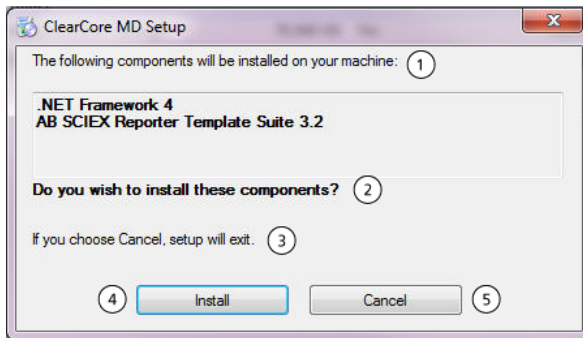 ClearCore MD Setup
The following components will be installed on your machine: 1
.NET Framework 4
AB SCIEX Reporter Template Suite 3.2
Do you wish to install these components? 2
If you choose Cancel, setup will exit. 3
4 Install Cancel 5